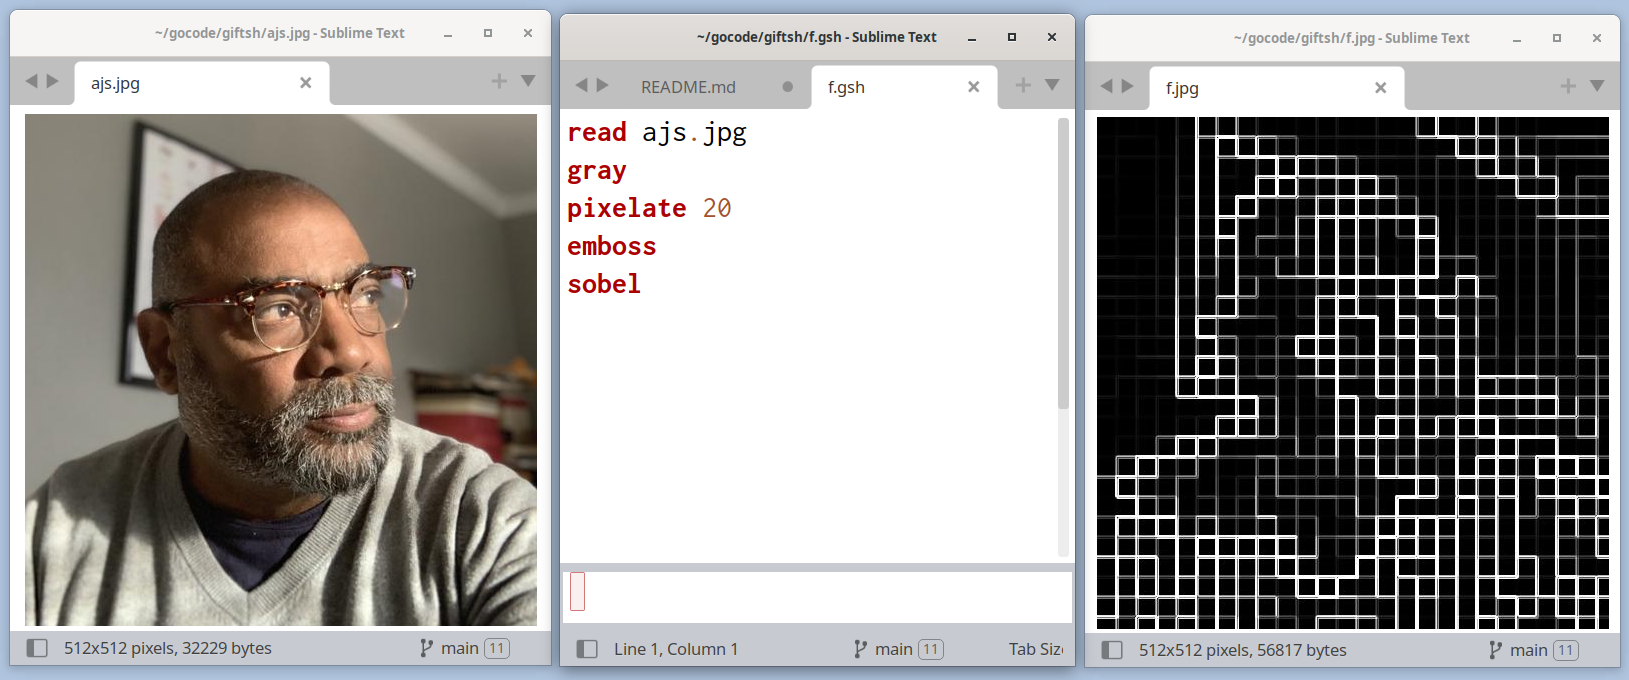 ~/gocode/giftsh/ajs.jpg - Sublime Text
ajs.jpg
512x512 pixels, 32229 bytes
main 11
~/gocode/giftsh/f.gsh - Sublime Text
README.md
f.gsh
read ajs.jpg
gray
pixelate 20
emboss
sobel
Line 1, Column 1
main 11
Tab Size
~/gocode/giftsh/f.jpg - Sublime Text
f.jpg
512x512 pixels, 56817 bytes
main 11